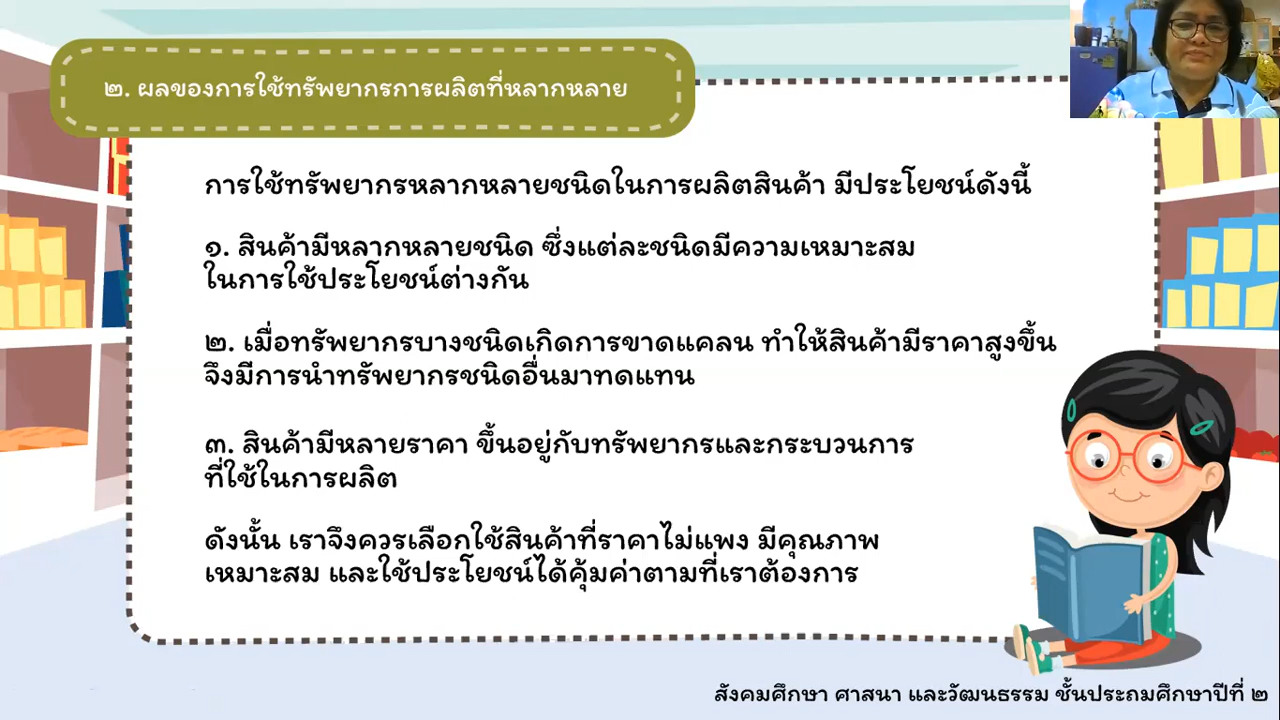 ๒. ผลของการใช้ทรัพยากรการผลิตที่หลากหลาย
การใช้ทรัพยากรหลากหลายชนิดในการผลิตสินค้า มีประโยชน์ดังนี้
๑. สินค้ามีหลากหลายชนิด ซึ่งแต่ละชนิดมีความเหมาะสม
ในการใช้ประโยชน์ต่างกัน
๒. เมื่อทรัพยากรบางชนิดเกิดการขาดแคลน ทำให้สินค้ามีราคาสูงขึ้น
จึงมีการนำทรัพยากรชนิดอื่นมาทดแทน
๓. สินค้ามีหลายราคา ขึ้นอยู่กับทรัพยากรและกระบวนการ
ที่ใช้ในการผลิต
ดังนั้น เราจึงควรเลือกใช้สินค้าที่ราคาไม่แพง มีคุณภาพ
เหมาะสม และใช้ประโยชน์ได้คุ้มค่าตามที่เราต้องการ
สังคมศึกษา ศาสนา และวัฒนธรรม ชั้นประถมศึกษาปีที่ ๒